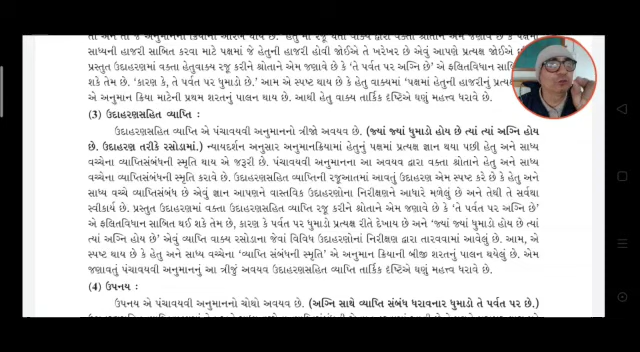 સાધ્યની હાજરી સાબિત કરવા માટે પક્ષમાં જે હેતુની હાજરી હોવી જોઈએ તે ખરેખર છે એવું આપણે પ્રત્યક્ષ જોઈએ
પ્રસ્તુત ઉદાહરણમાં વક્તા હેતુવાક્ય રજૂ કરીને શ્રોતાને એમ જણાવે છે કે ‘તે પર્વત પર અગ્નિ છે’ એ ફલિતવિધાન સાબિત
શકે તેમ છે. ‘કારણ કે, તે પર્વત પર ધુમાડો છે.’ આમ એ સ્પષ્ટ થાય છે કે હેતુ વાક્યમાં ‘પક્ષમાં હેતુની હાજરીનું પ્રત્યક્ષ
એ અનુમાન ક્રિયા માટેની પ્રથમ શરતનું પાલન થાય છે. આથી હેતુ વાક્ય તાર્કિક દૃષ્ટિએ ઘણું મહત્ત્વ ધરાવે છે.
(3) ઉદાહરણસહિત વ્યાપ્તિ :
ઉદાહરણસહિત વ્યાપ્તિ એ પંચાવયવી અનુમાનનો ત્રીજો અવયવ છે. (જ્યાં જ્યાં ધુમાડો હોય છે ત્યાં ત્યાં અગ્નિ હોય
છે. ઉદાહરણ તરીકે રસોડામાં.) ન્યાયદર્શન અનુસાર અનુમાનક્રિયામાં હેતુનું પક્ષમાં પ્રત્યક્ષ જ્ઞાન થયા પછી હેતુ અને સાધ્ય
વચ્ચેના વ્યાપ્તિસંબંધની સ્મૃતિ થાય એ જરૂરી છે. પંચાવયવી અનુમાનના આ અવયવ દ્વારા વક્તા શ્રોતાને હેતુ અને સાધ્ય
વચ્ચેના વ્યાપ્તિસંબંધની સ્મૃતિ કરાવે છે. ઉદાહરણસહિત વ્યાપ્તિની રજૂઆતમાં આવતું ઉદાહરણ એમ સ્પષ્ટ કરે છે કે હેતુ અને
સાધ્ય વચ્ચે વ્યાપ્તિસંબંધ છે એવું જ્ઞાન આપણને વાસ્તવિક ઉદાહરણોના નિરીક્ષણને આધારે મળેલું છે અને તેથી તે સર્વથા
સ્વીકાર્ય છે. પ્રસ્તુત ઉદાહરણમાં વક્તા ઉદાહરણસહિત વ્યાપ્તિ રજૂ કરીને શ્રોતાને એમ જણાવે છે કે ‘તે પર્વત પર અગ્નિ છે’
એ ફલિતવિધાન સાબિત થઈ શકે તેમ છે, કારણ કે પર્વત પર ધુમાડો પ્રત્યક્ષ રીતે દેખાય છે અને ‘જ્યાં જ્યાં ધુમાડો હોય છે ત્યાં
ત્યાં અગ્નિ હોય છે’ એવું વ્યાપ્તિ વાક્ય રસોડાના જેવાં વિવિધ ઉદાહરણોનાં નિરીક્ષણ દ્વારા તારવવામાં આવેલું છે. આમ, એ
સ્પષ્ટ થાય છે કે હેતુ અને સાધ્ય વચ્ચેના ‘વ્યાપ્તિ સંબંધની સ્મૃતિ’ એ અનુમાન ક્રિયાની બીજી શરતનું પાલન થયેલું છે. એમ
જણાવતું પંચાવયવી અનુમાનનું આ ત્રીજું અવયવ ઉદાહરણસહિત વ્યાપ્તિ તાર્કિક દૃષ્ટિએ ઘણું મહત્ત્વ ધરાવે છે.
(4) ઉપનય :
ઉપનય એ પંચાવયવી અનુમાનનો ચોથો અવયવ છે. (અગ્નિ સાથે વ્યાપ્તિ સંબંધ ધરાવનાર ધુમાડો તે પર્વત પર છે.)